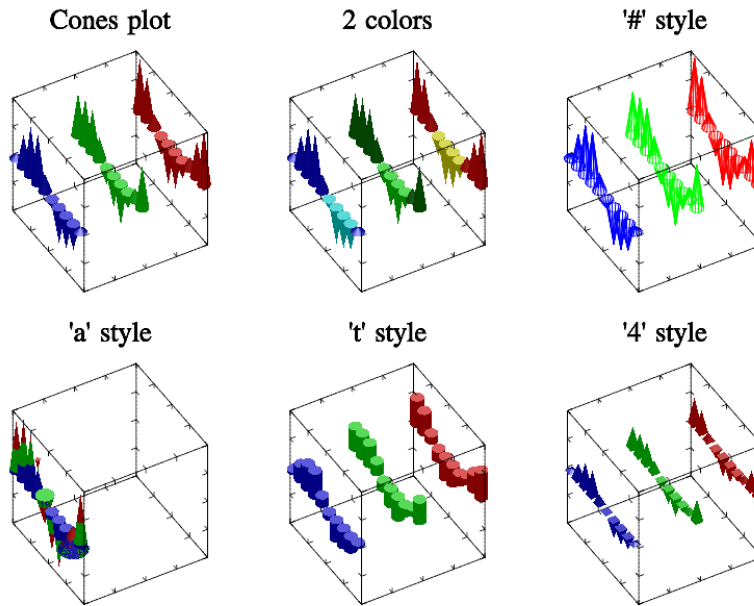 Cones plot
2 colors
'#' style
'a' style
't' style
'4' style